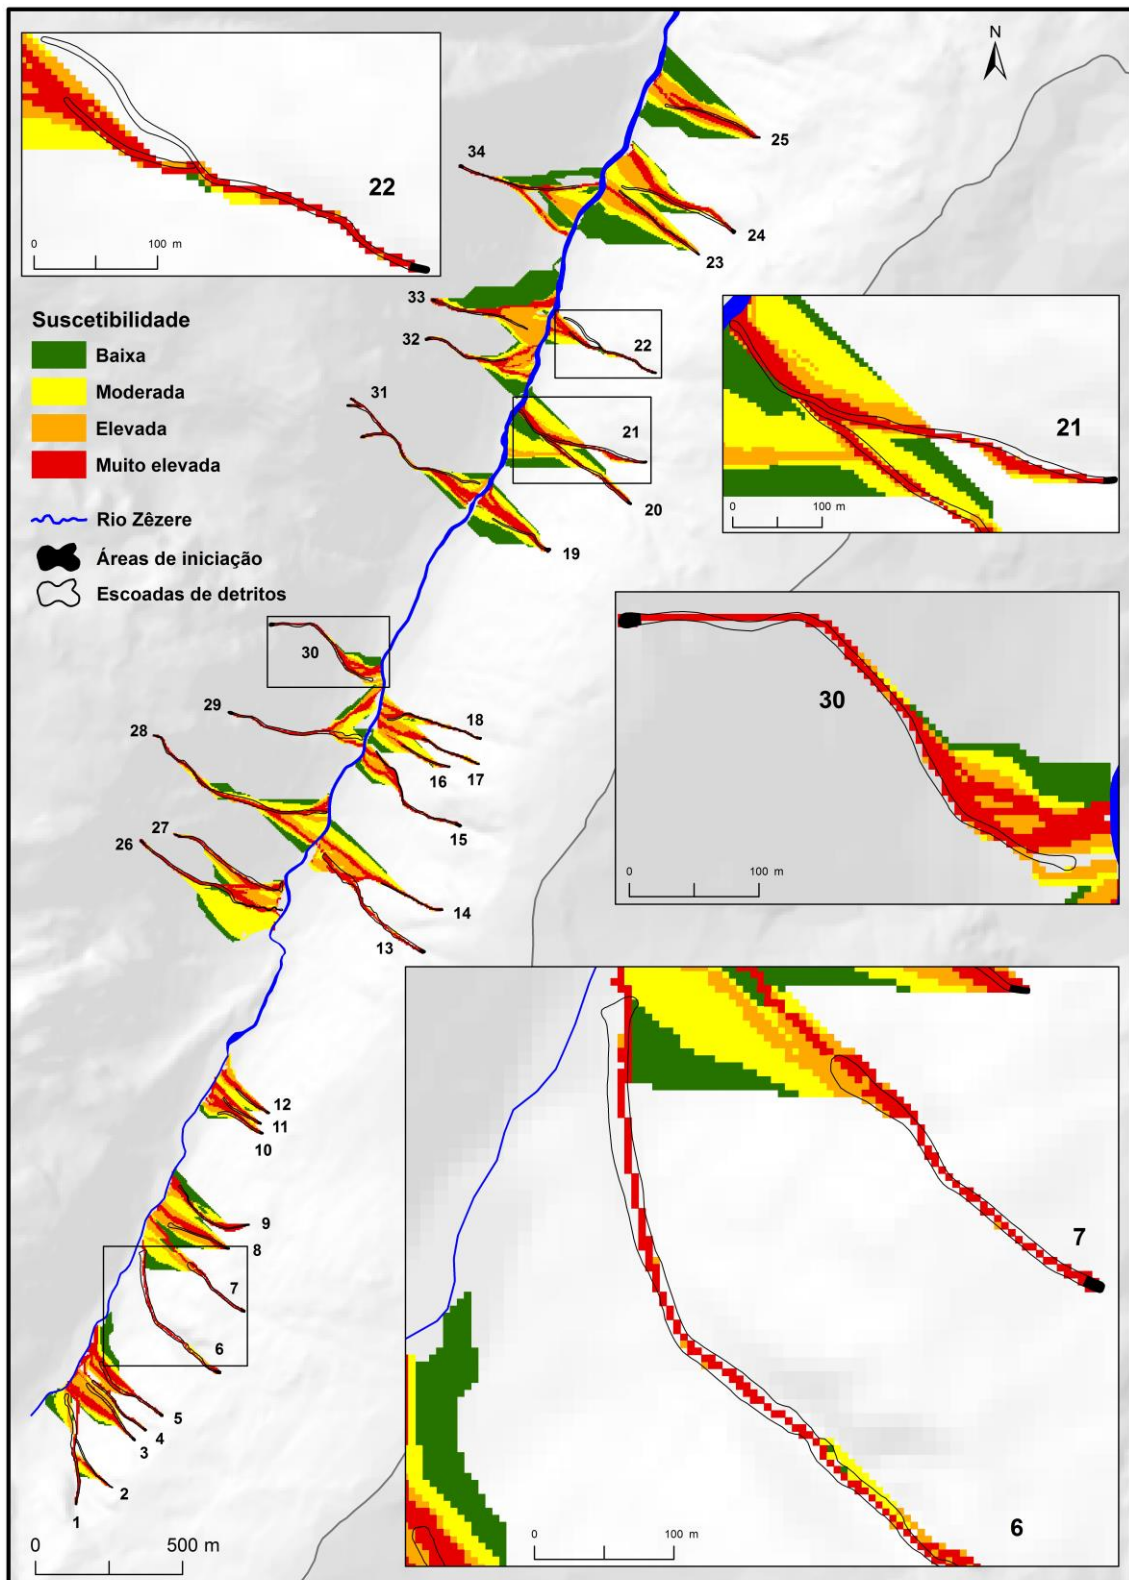 N
22
0 100 m
Suscetibilidade
Baixa
Moderada
Elevada
Muito elevada
Rio Zêzere
Áreas de iniciação
Escoadas de detritos
25
34
24
23
33
32
22
31
21
20
19
21
0 100 m
30
29
28
18
17
16
15
27
26
14
13
30
0 100 m
12
11
10
9
8
7
6
5
4
3
2
1
7
6
0 100 m
0 500 m